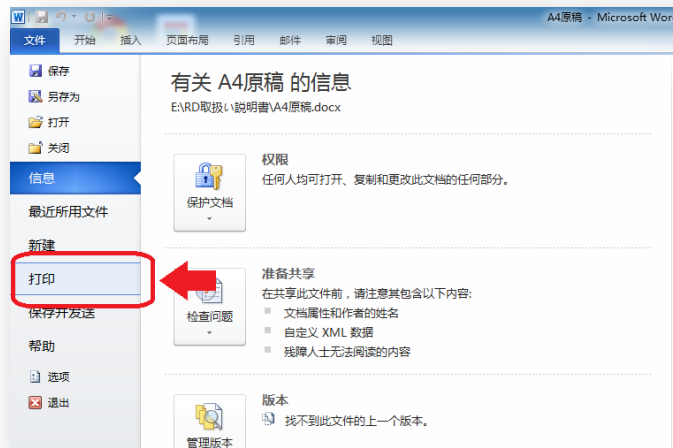 A4原稿 - Microsoft Wor
文件 开始 插入 页面布局 引用 邮件 审阅 视图
保存
另存为
打开
关闭
信息
最近所用文件
新建
打印
保存并发送
帮助
选项
退出
有关 A4原稿 的信息
E:\RD取扱い説明書\A4原稿.docx
保护文档
权限
任何人均可打开、复制和更改此文档的任何部分。
检查问题
准备共享
在共享此文件前，请注意其包含以下内容:
文档属性和作者的姓名
自定义 XML 数据
残障人士无法阅读的内容
管理版本
版本
找不到此文件的上一个版本。